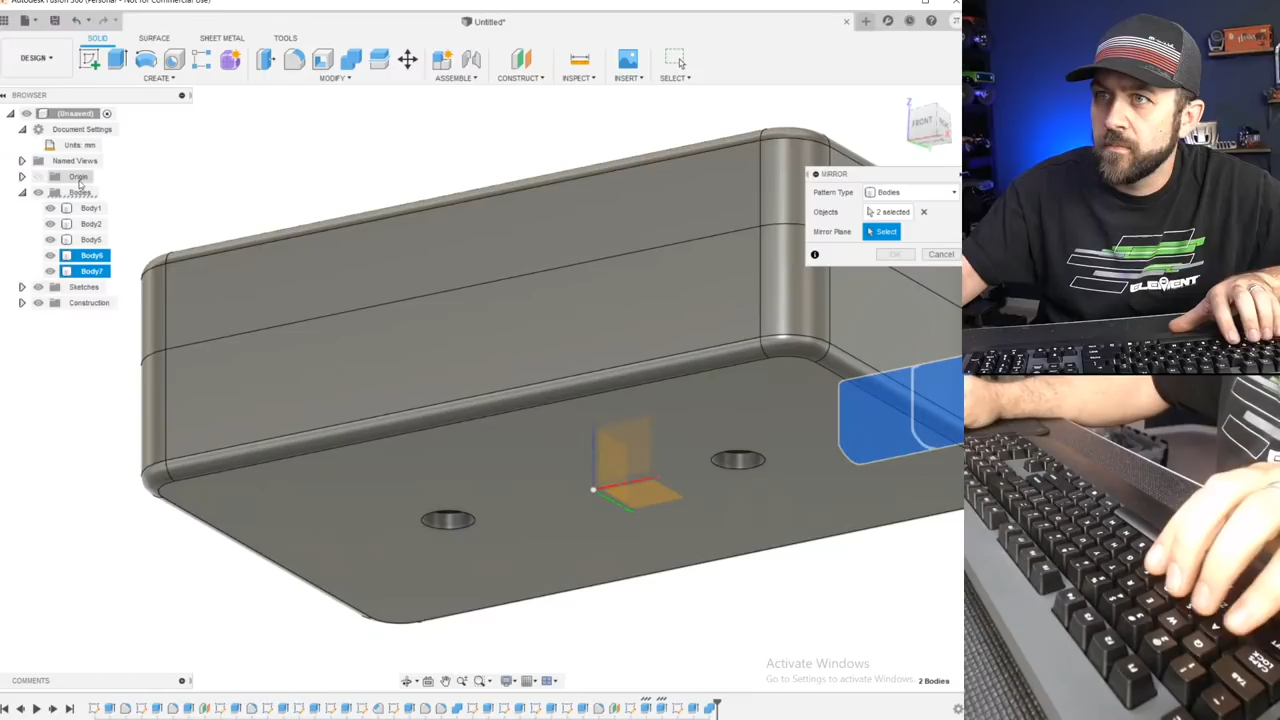 Autodesk Fusion 360 (Personal - Not for Commercial Use)
Untitled*
DESIGN
SOLID
SURFACE
SHEET METAL
TOOLS
CREATE
MODIFY
ASSEMBLE
CONSTRUCT
INSPECT
INSERT
SELECT
BROWSER
(Unsaved)
Document Settings
Units: mm
Named Views
Origin
Bodies
Body1
Body2
Body5
Body6
Body7
Sketches
Construction
Z
FRONT
MIRROR
Pattern Type
Bodies
Objects
2 selected
Mirror Plane
Select
OK
Cancel
Activate Windows
Go to Settings to activate Windows.
2 Bodies
COMMENTS
ELEMENT
CAPS
LOCK